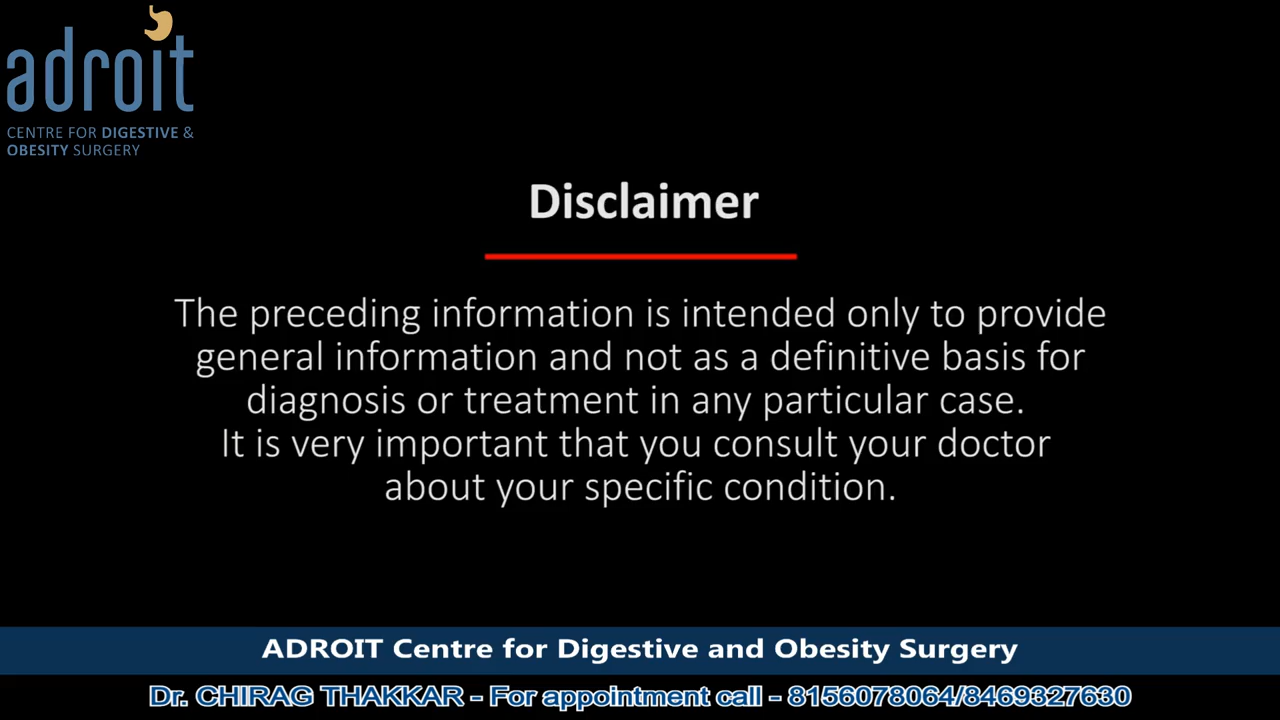 adroit
CENTRE FOR DIGESTIVE &
OBESITY SURGERY
Disclaimer
The preceding information is intended only to provide
general information and not as a definitive basis for
diagnosis or treatment in any particular case.
It is very important that you consult your doctor
about your specific condition.
ADROIT Centre for Digestive and Obesity Surgery
Dr. CHIRAG THAKKAR - For appointment call - 8156078064/8469327630